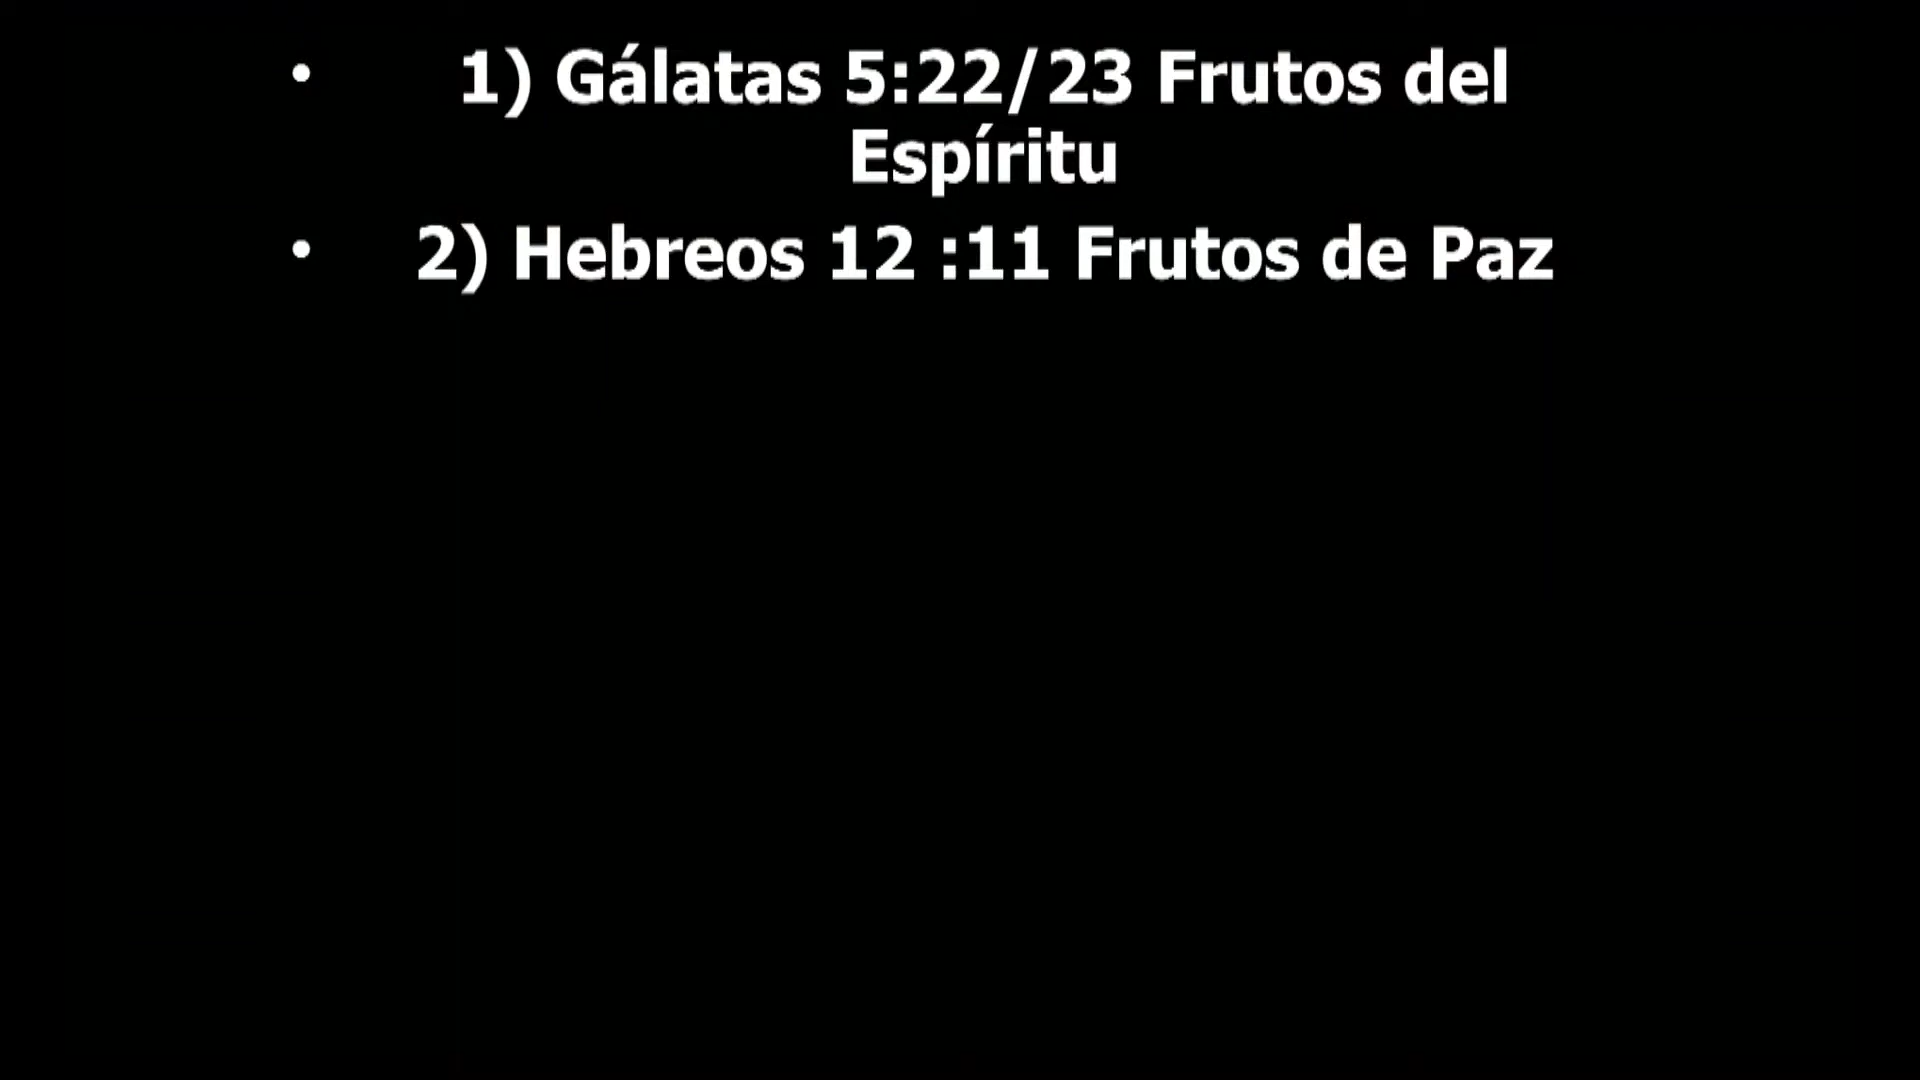 • 1) Gálatas 5:22/23 Frutos del
Espíritu
• 2) Hebreos 12 :11 Frutos de Paz